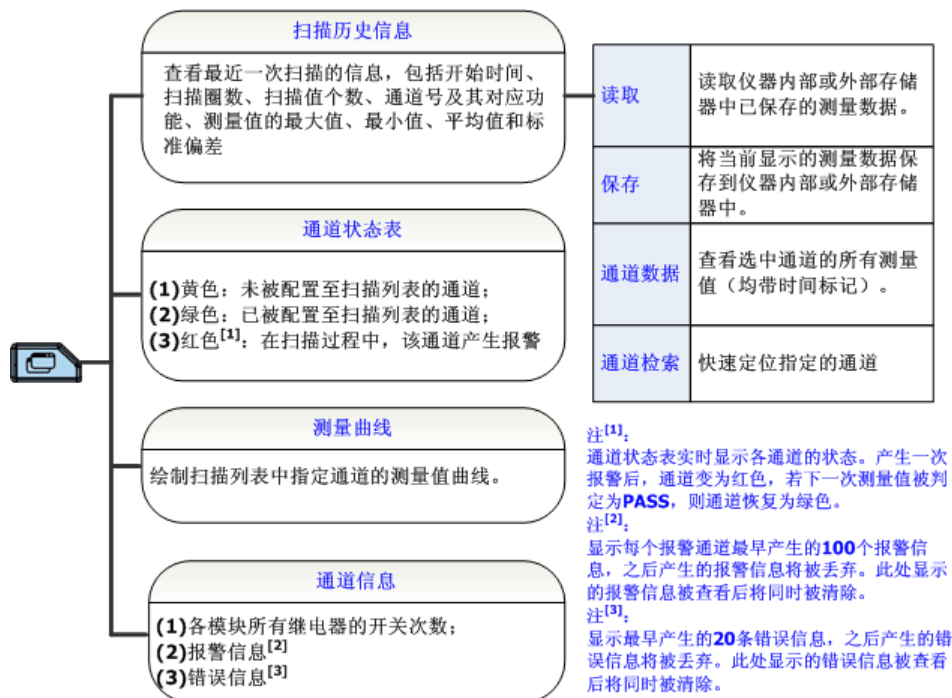 扫描历史信息
查看最近一次扫描的信息，包括开始时间、
扫描圈数、扫描值个数、通道号及其对应功
能、测量值的最大值、最小值、平均值和标
准偏差
读取
读取仪器内部或外部存储
器中已保存的测量数据。
保存
将当前显示的测量数据保
存到仪器内部或外部存储
器中。
通道数据
查看选中通道的所有测量
值（均带时间标记）。
通道检索
快速定位指定的通道
通道状态表
(1)黄色：未被配置至扫描列表的通道；
(2)绿色：已被配置至扫描列表的通道；
(3)红色[1]：在扫描过程中，该通道产生报警
测量曲线
绘制扫描列表中指定通道的测量值曲线。
通道信息
(1)各模块所有继电器的开关次数；
(2)报警信息[2]
(3)错误信息[3]
注[1]：
通道状态表实时显示各通道的状态。产生一次
报警后，通道变为红色，若下一次测量值被判
定为PASS，则通道恢复为绿色。
注[2]：
显示每个报警通道最早产生的100个报警信
息，之后产生的报警信息将被丢弃。此处显示
的报警信息被查看后将同时被清除。
注[3]：
显示最早产生的20条错误信息，之后产生的错
误信息将被丢弃。此处显示的错误信息被查看
后将同时被清除。